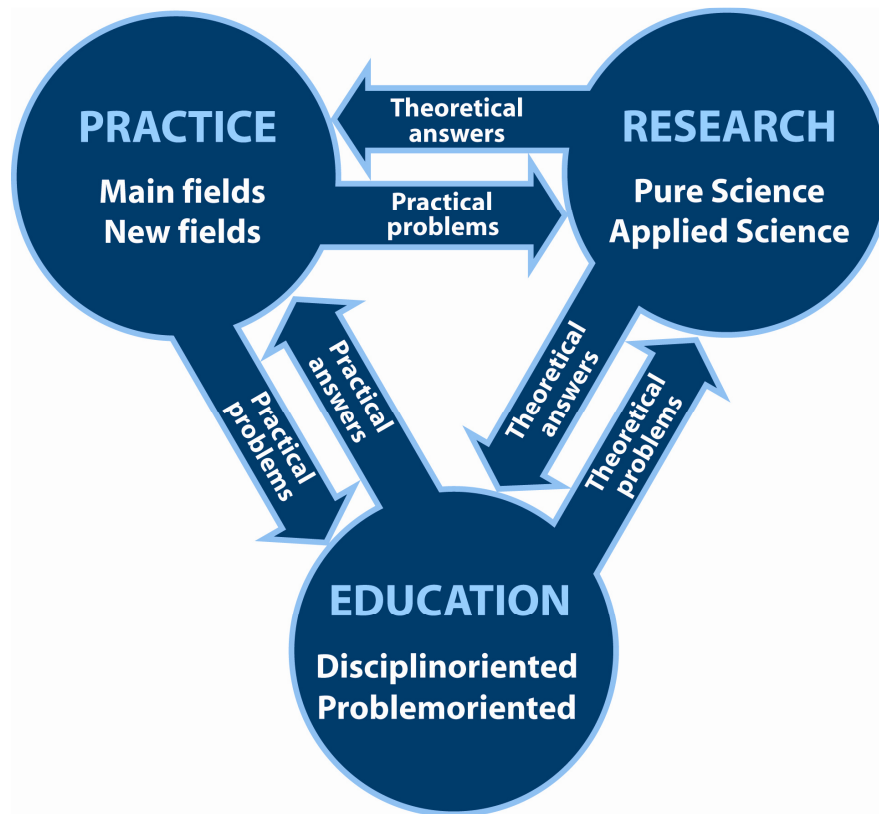 PRACTICE
Main fields
New fields
Theoretical
answers
Practical
problems
RESEARCH
Pure Science
Applied Science
Practical
problems
Practical
answers
Theoretical
answers
Theoretical
problems
EDUCATION
Disciplinoriented
Problemoriented